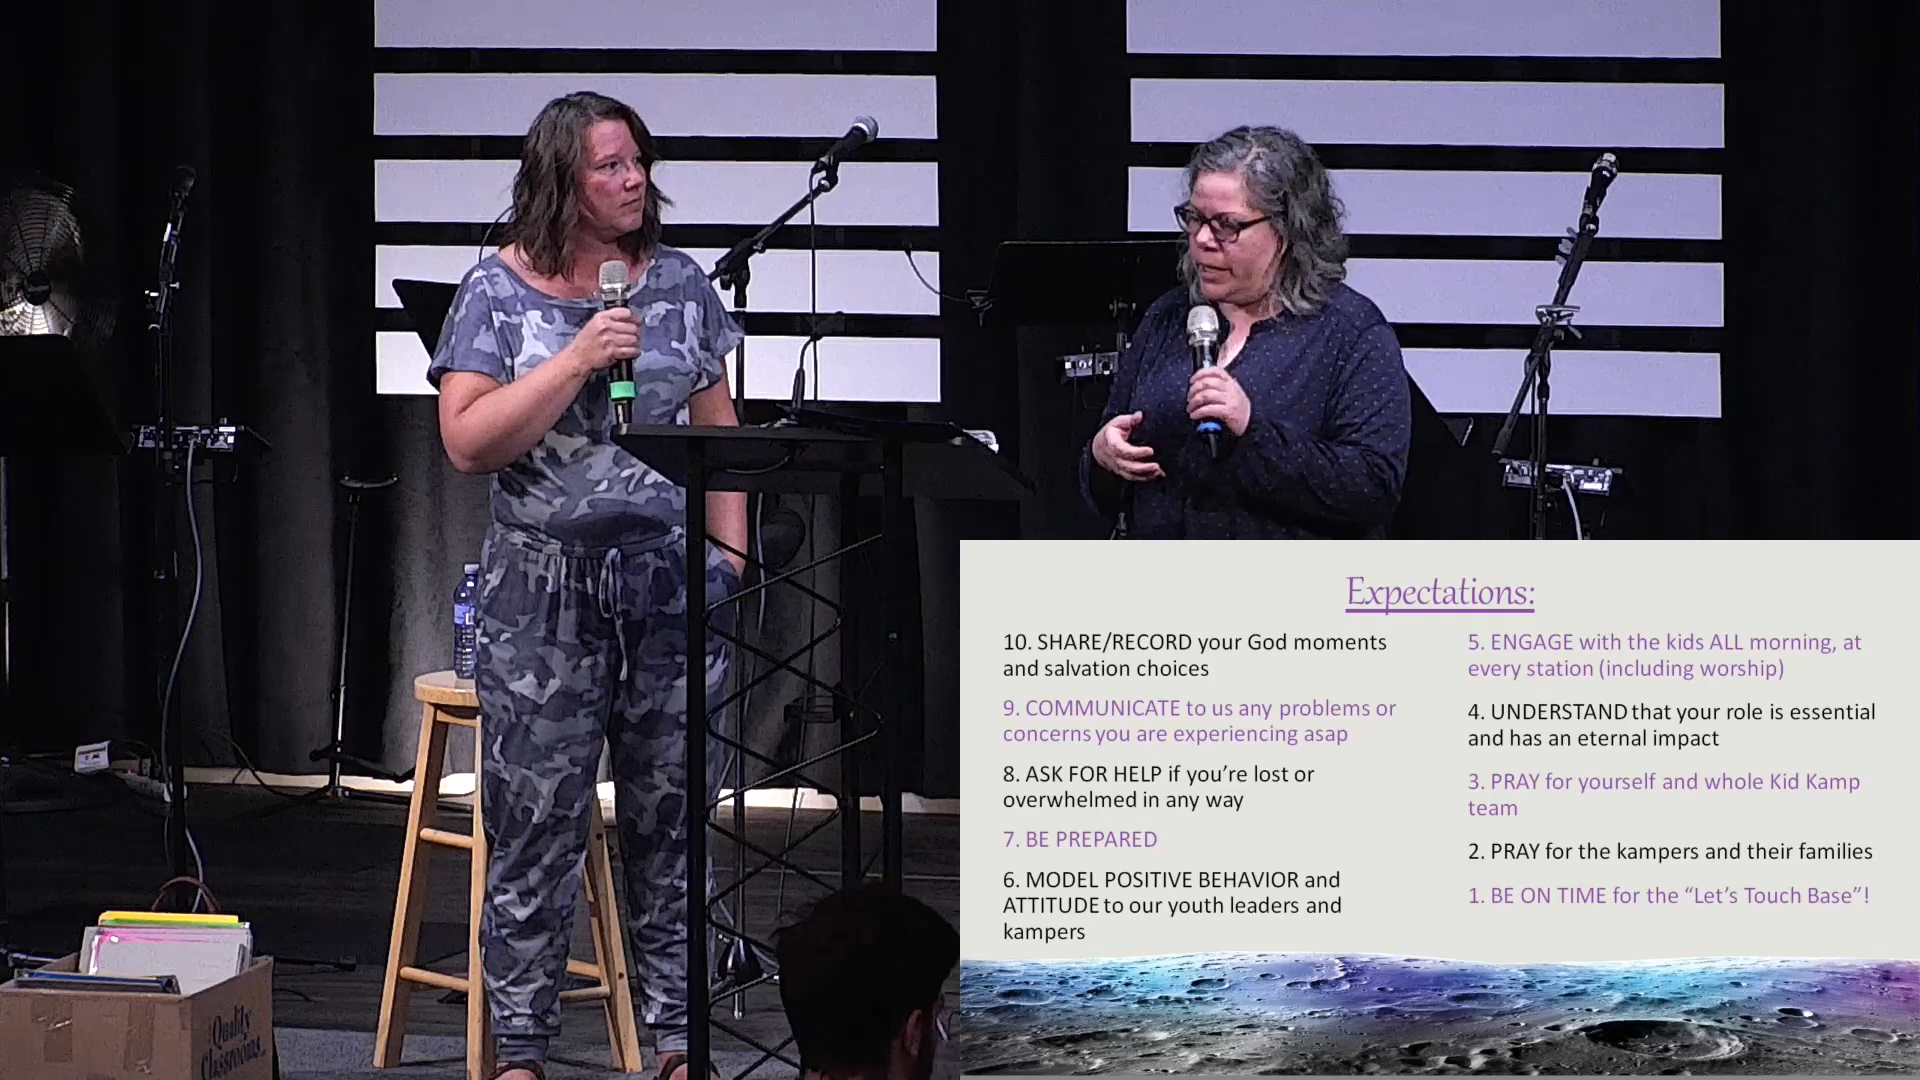 Expectations:
10. SHARE/RECORD your God moments
and salvation choices
9. COMMUNICATE to us any problems or
concerns you are experiencing asap
8. ASK FOR HELP if you’re lost or
overwhelmed in any way
7. BE PREPARED
6. MODEL POSITIVE BEHAVIOR and
ATTITUDE to our youth leaders and
kampers
5. ENGAGE with the kids ALL morning, at
every station (including worship)
4. UNDERSTAND that your role is essential
and has an eternal impact
3. PRAY for yourself and whole Kid Kamp
team
2. PRAY for the kampers and their families
1. BE ON TIME for the “Let’s Touch Base”!
Quality
Classrooms